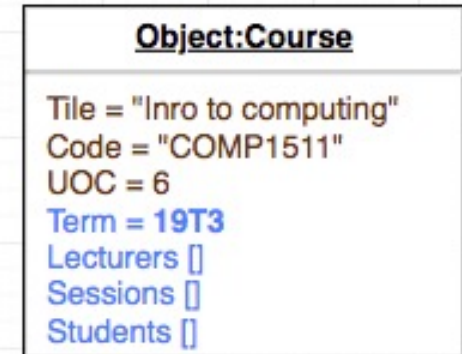 Object:Course
Tile = "Inro to computing"
Code = "COMP1511"
UOC = 6
Term = 19T3
Lecturers []
Sessions []
Students []